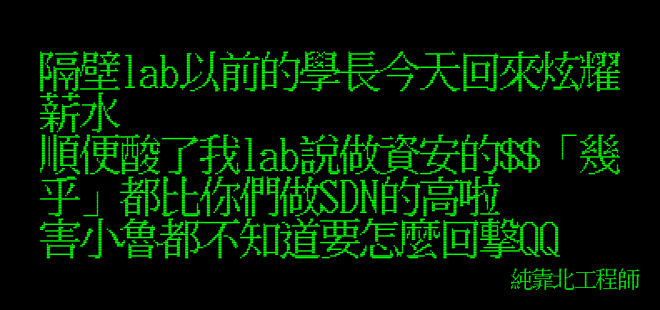 隔壁lab以前的學長今天回來炫耀
薪水
順便酸了我lab說做資安的$$「幾
乎」都比你們做SDN的高啦
害小魯都不知道要怎麼回擊QQ
純靠北工程師